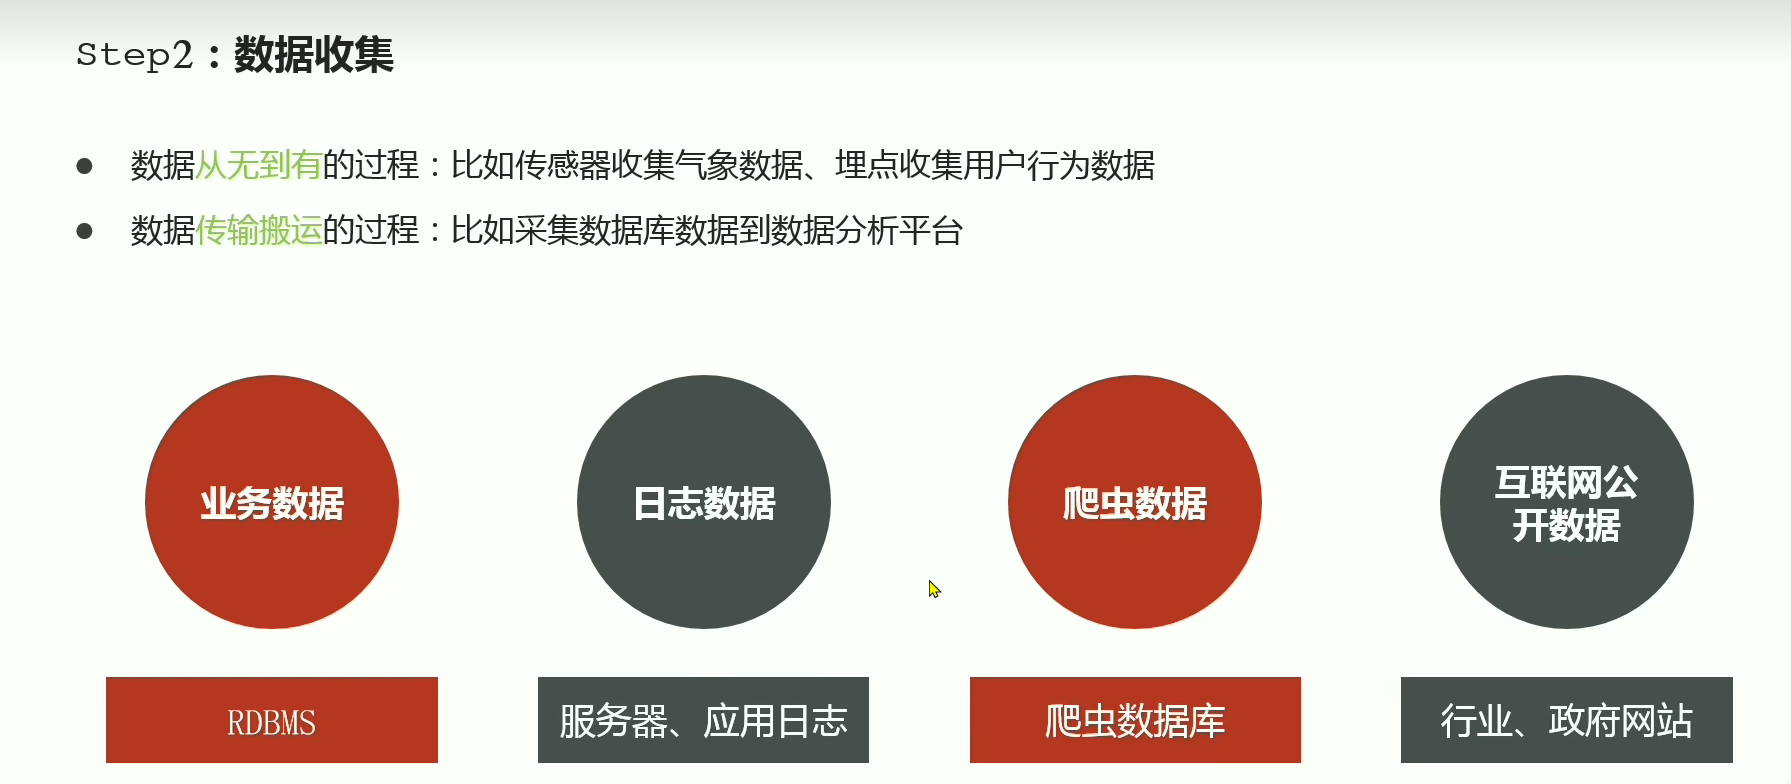 Step2：数据收集
● 数据从无到有的过程：比如传感器收集气象数据、埋点收集用户行为数据
● 数据传输搬运的过程：比如采集数据库数据到数据分析平台
业务数据
日志数据
爬虫数据
互联网公
开数据
RDBMS
服务器、应用日志
爬虫数据库
行业、政府网站